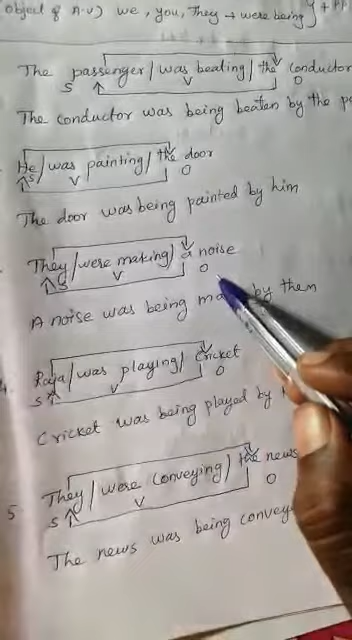 object of A.V) we, you, They → were being } + PP
The passenger / was beating / the conductor
S V O
The conductor was being beaten by the
He / was painting / the door
S V O
The door was being painted by him
They / were making / a noise
S V O
A noise was being by them
Raja / was playing / Cricket
S V O
Cricket was being played by
5 They / were conveying / the news
S V O
The news was being